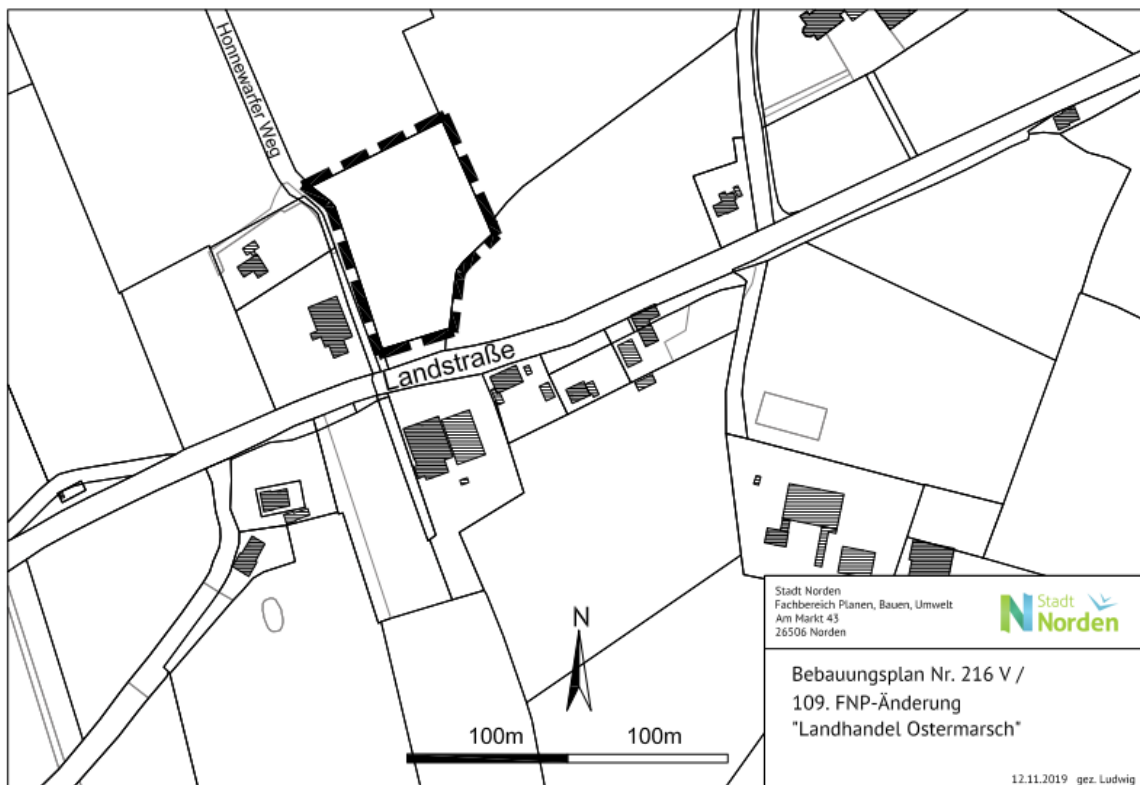 Honnewarfer Weg
Landstraße
N
100m 100m
Stadt Norden
Fachbereich Planen, Bauen, Umwelt
Am Markt 43
26506 Norden
N Stadt
Norden
Bebauungsplan Nr. 216 V /
109. FNP-Änderung
"Landhandel Ostermarsch"
12.11.2019 gez. Ludwig